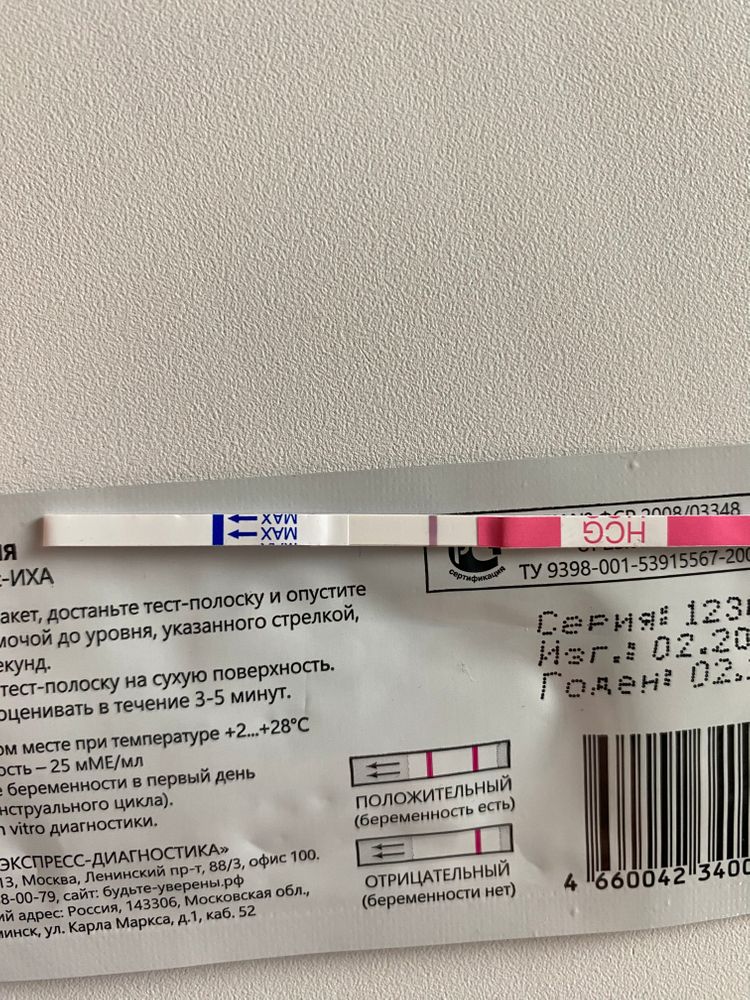 MAX
MAX
HCG
ФСР 2008/03348
РСТ
сертификация
ТУ 9398-001-53915567-200
-ИХА
акет, достаньте тест-полоску и опустите
мочой до уровня, указанного стрелкой,
екунд.
тест-полоску на сухую поверхность.
оценивать в течение 3-5 минут.
ом месте при температуре +2...+28°С
ость – 25 мМЕ/мл
е беременности в первый день
нструального цикла).
n vitro диагностики.
ЭКСПРЕСС-ДИАГНОСТИКА»
13, Москва, Ленинский пр-т, 88/3, офис 100.
8-00-79, сайт: будьте-уверены.рф
ий адрес: Россия, 143306, Московская обл.,
минск, ул. Карла Маркса, д.1, каб. 52
Серия: 123
Изг.: 02.20
Годен: 02.
ПОЛОЖИТЕЛЬНЫЙ
(беременность есть)
ОТРИЦАТЕЛЬНЫЙ
(беременности нет)
4 660042 3400